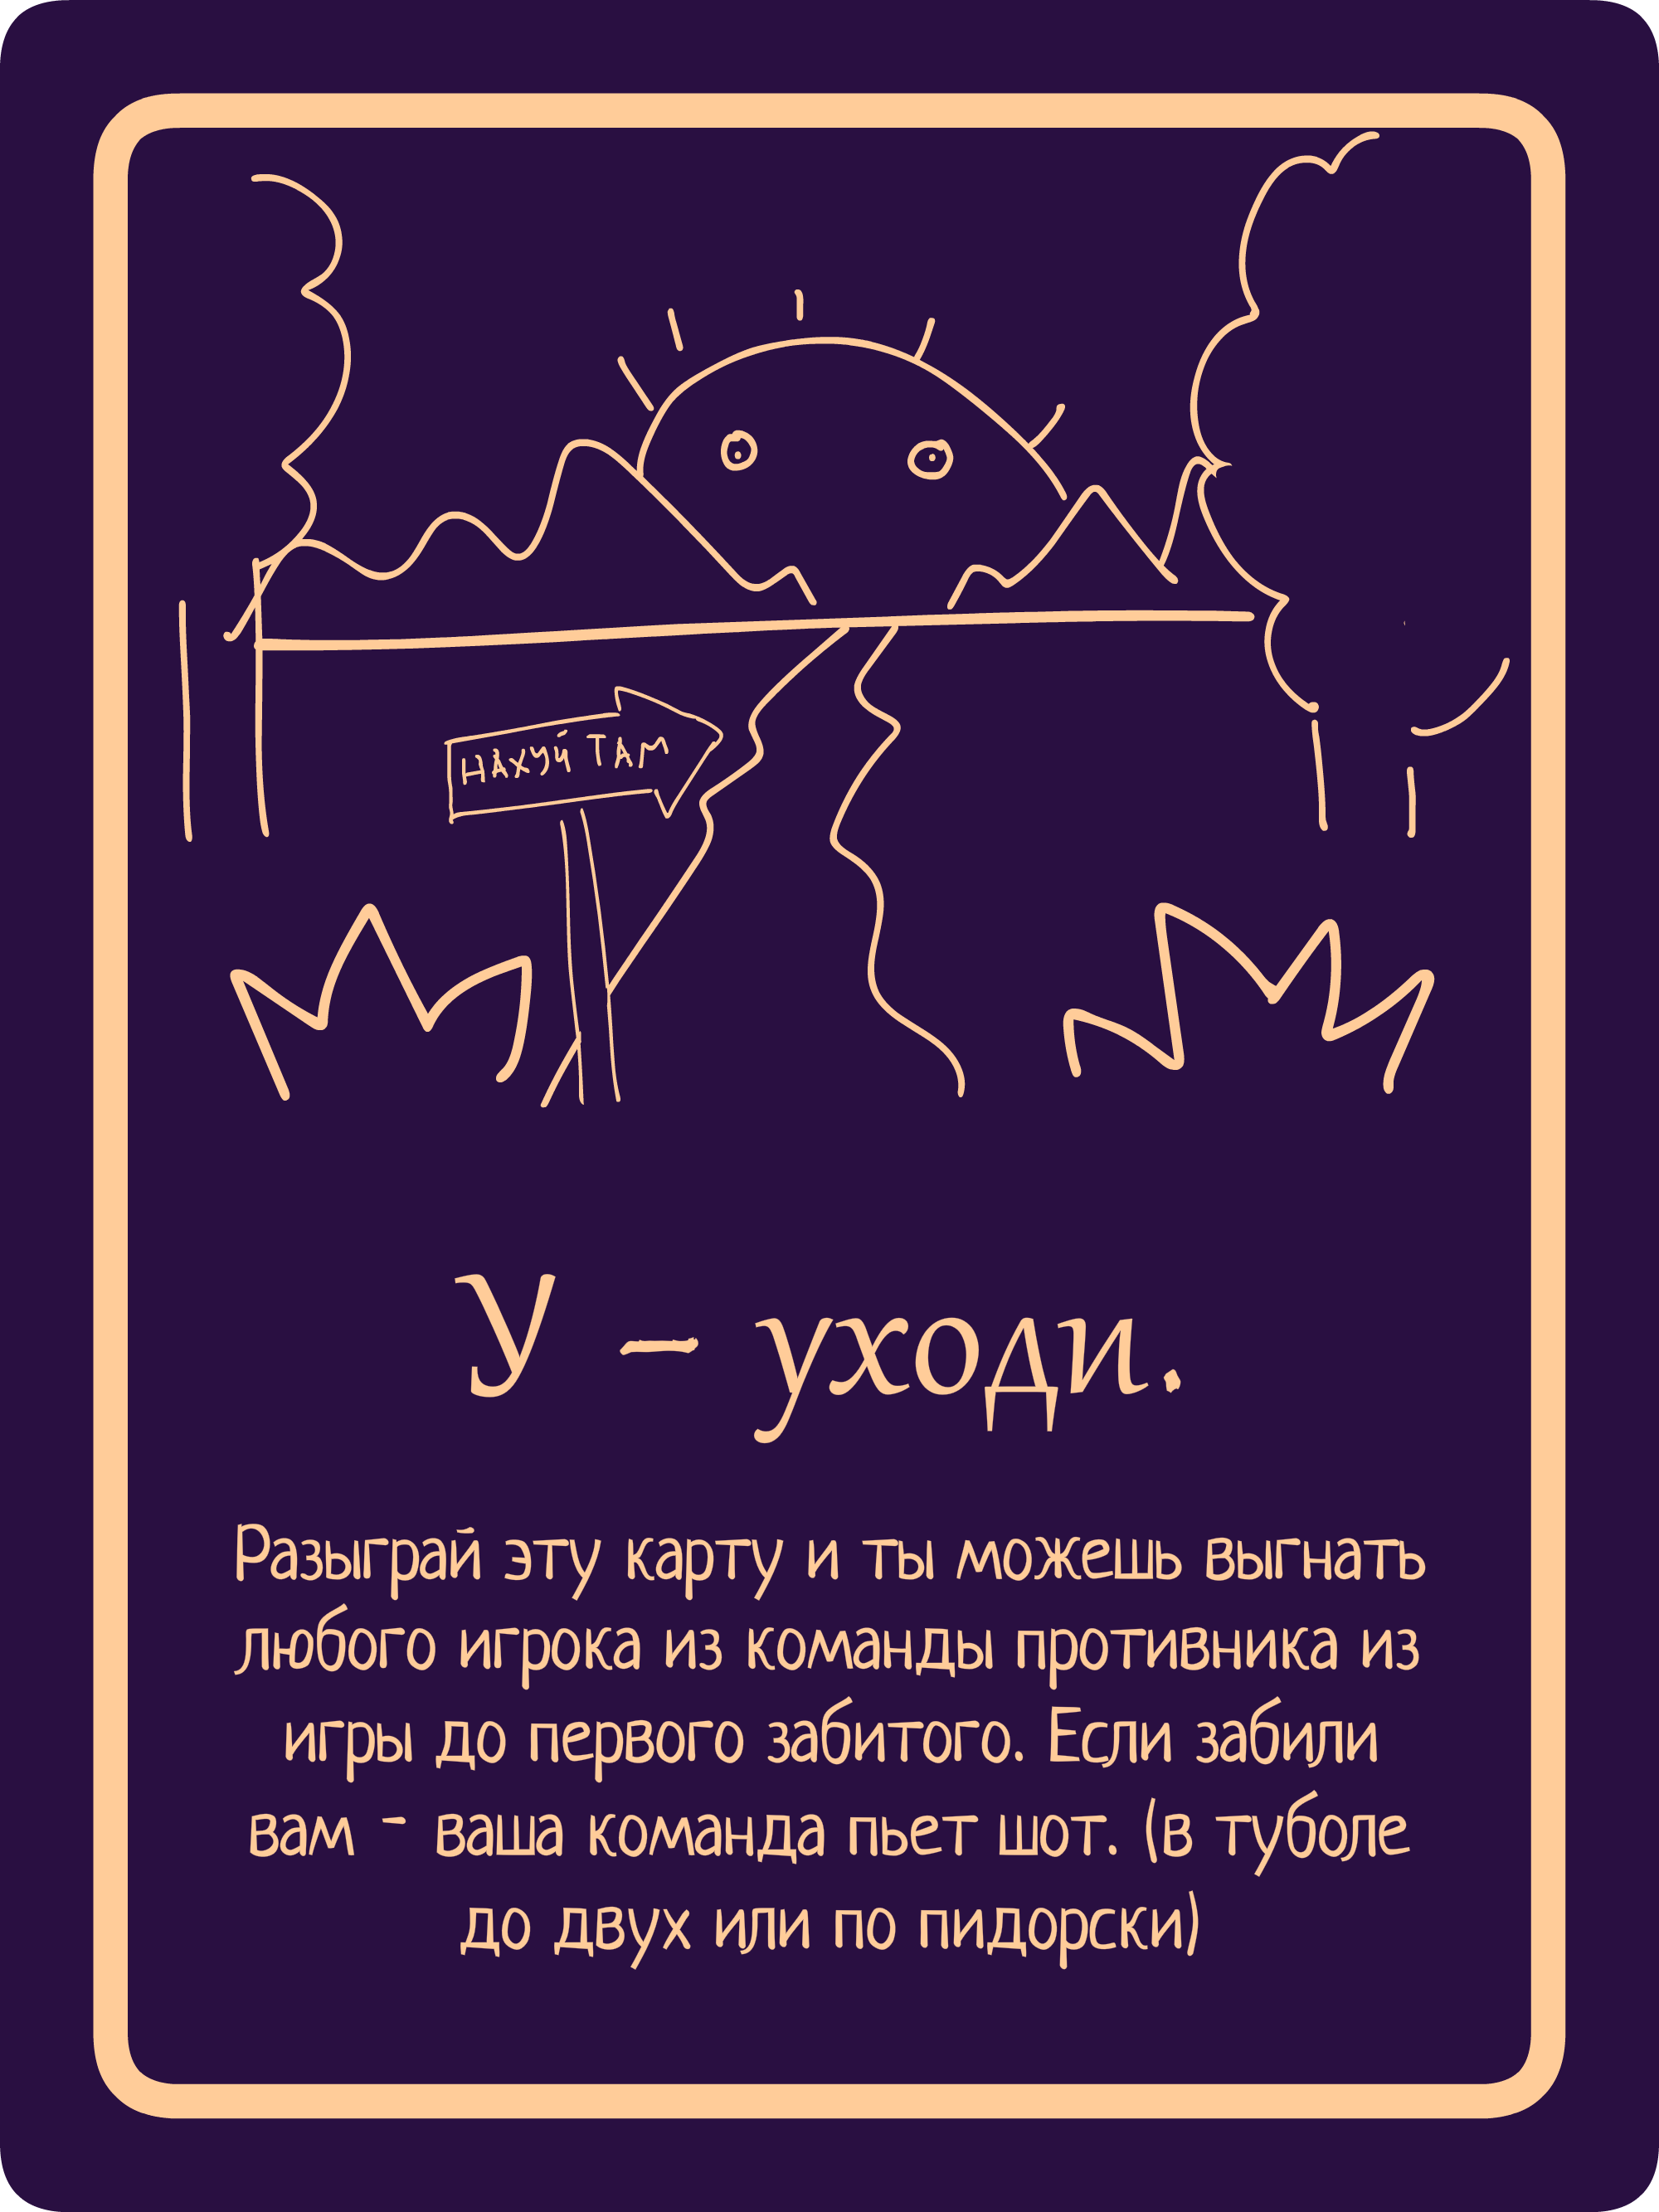 НАХУЙ ТАМ
У - уходи.
Разыграй эту карту и ты можешь выгнать
любого игрока из команды противника из
игры до первого забитого. Если забили
вам - ваша команда пьет шот. (в туболе
до двух или по пидорски)